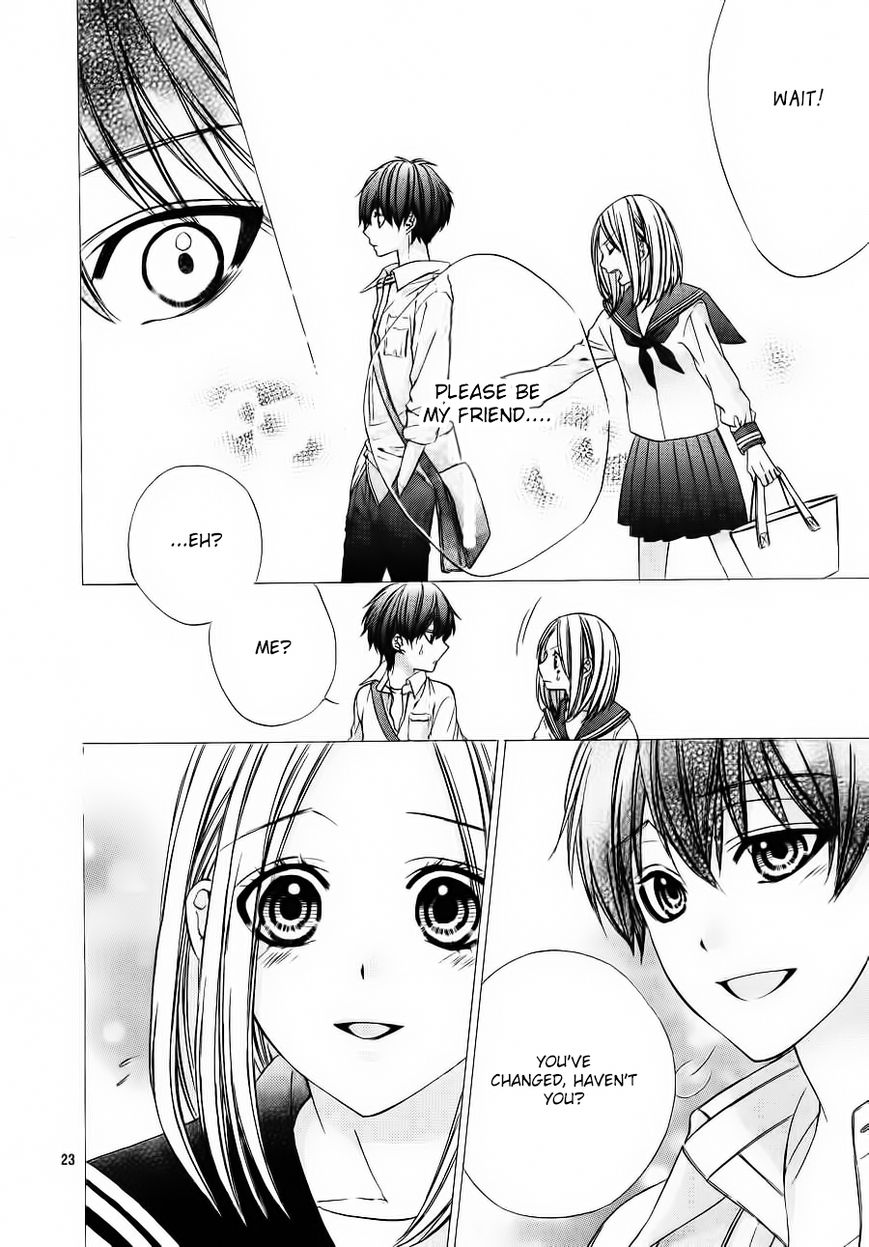 WAIT!
PLEASE BE
MY FRIEND....
...EH?
ME?
YOU'VE
CHANGED, HAVEN'T
YOU?
23